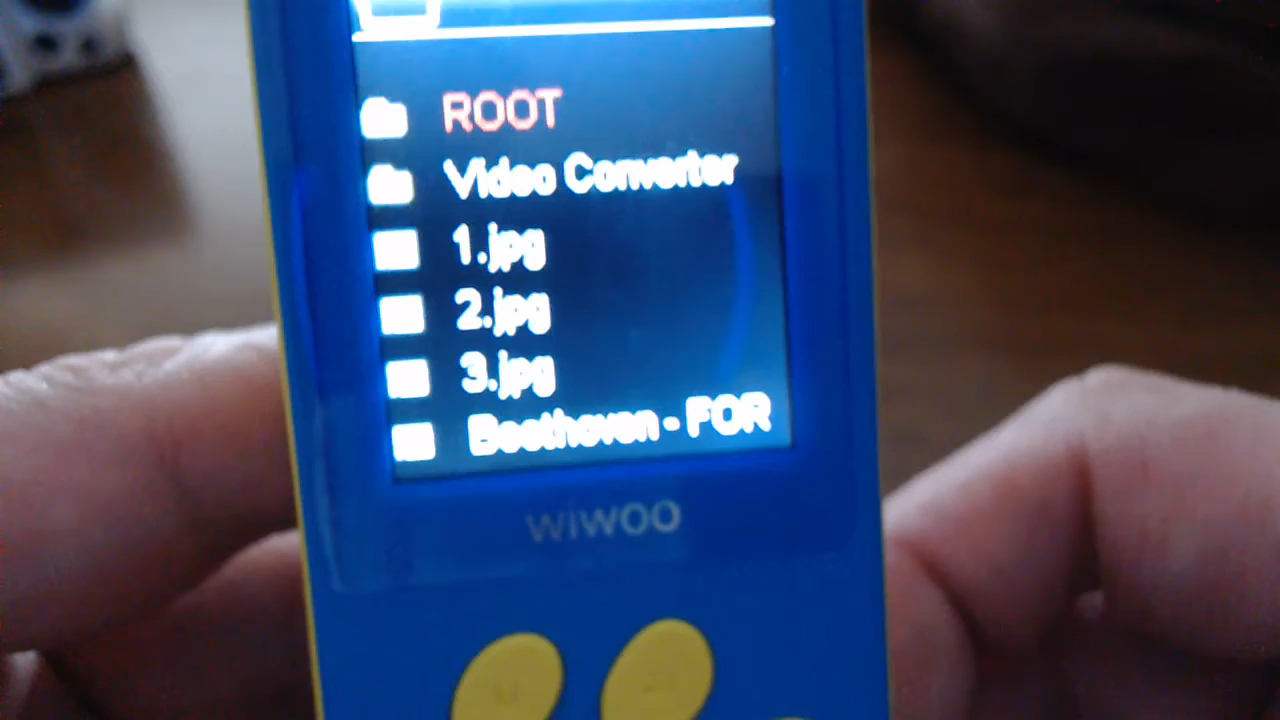 ROOT
Video Converter
1.jpg
2.jpg
3.jpg
Beethoven - FOR
wiwoo